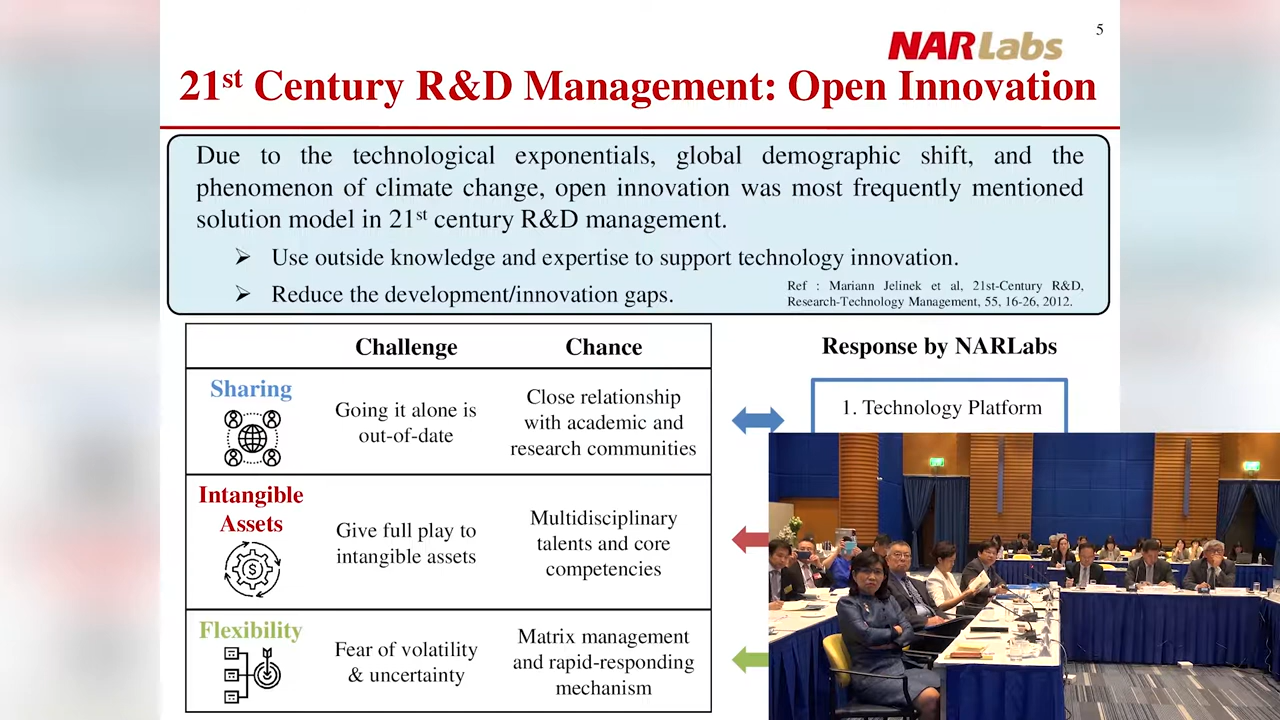 5
NARLabs
21st Century R&D Management: Open Innovation
Due to the technological exponentials, global demographic shift, and the
phenomenon of climate change, open innovation was most frequently mentioned
solution model in 21st century R&D management.
➢ Use outside knowledge and expertise to support technology innovation.
➢ Reduce the development/innovation gaps.
Ref : Mariann Jelinek et al, 21st-Century R&D,
Research-Technology Management, 55, 16-26, 2012.
Challenge Chance
Sharing
Going it alone is
out-of-date
Close relationship
with academic and
research communities
Intangible
Assets
Give full play to
intangible assets
Multidisciplinary
talents and core
competencies
Flexibility
Fear of volatility
& uncertainty
Matrix management
and rapid-responding
mechanism
Response by NARLabs
1. Technology Platform